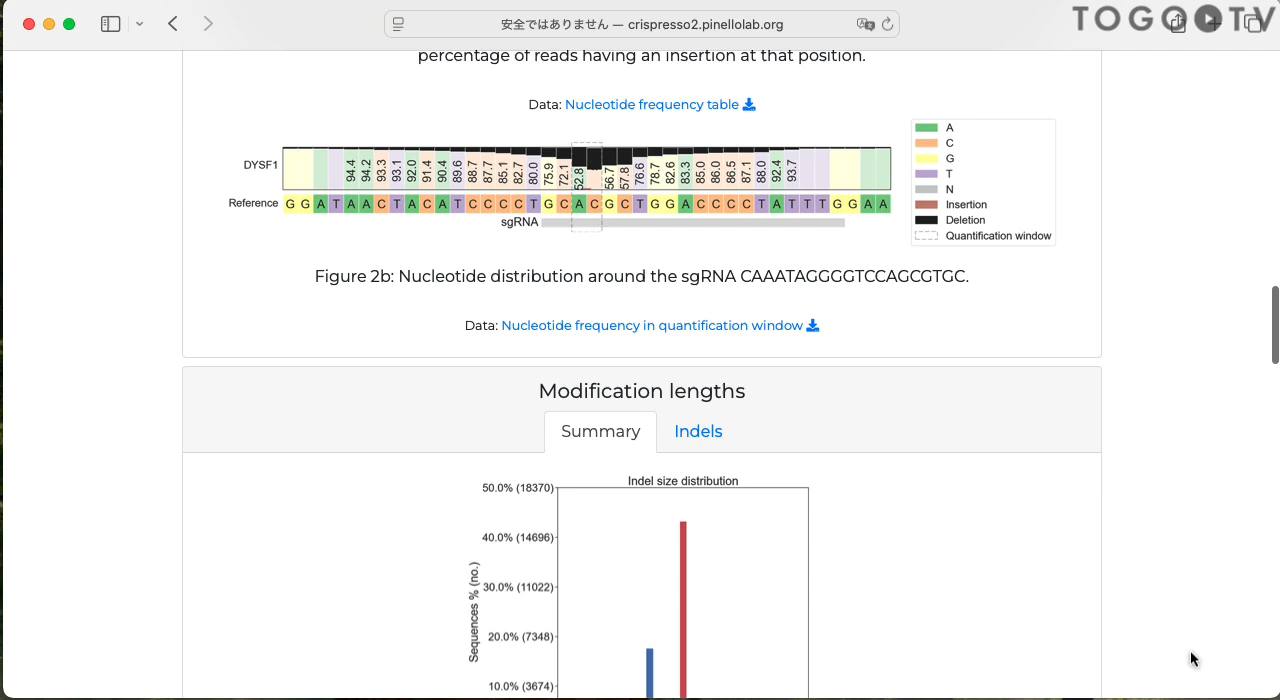 安全ではありません — crispresso2.pinellolab.org
TOGO TV
percentage of reads having an insertion at that position.
Data: Nucleotide frequency table
DYSF1
94.4 94.2 93.3 93.1 92.0 91.4 90.4 89.6 88.7 87.7 85.1 82.7 80.0 75.9 72.1 52.8 56.7 57.8 76.6 78.7 82.6 83.3 85.0 86.0 86.5 87.1 88.0 92.4 93.7
Reference G G A T A A C T A C A T C C C C T G C A C G C T G G A C C C C T A T T T G G A A
sgRNA
A
C
G
T
N
Insertion
Deletion
Quantification window
Figure 2b: Nucleotide distribution around the sgRNA CAAATAGGGGTCCAGCGTGC.
Data: Nucleotide frequency in quantification window
Modification lengths
Summary Indels
Indel size distribution
50.0% (18370)
40.0% (14696)
30.0% (11022)
20.0% (7348)
10.0% (3674)
Sequences % (no.)